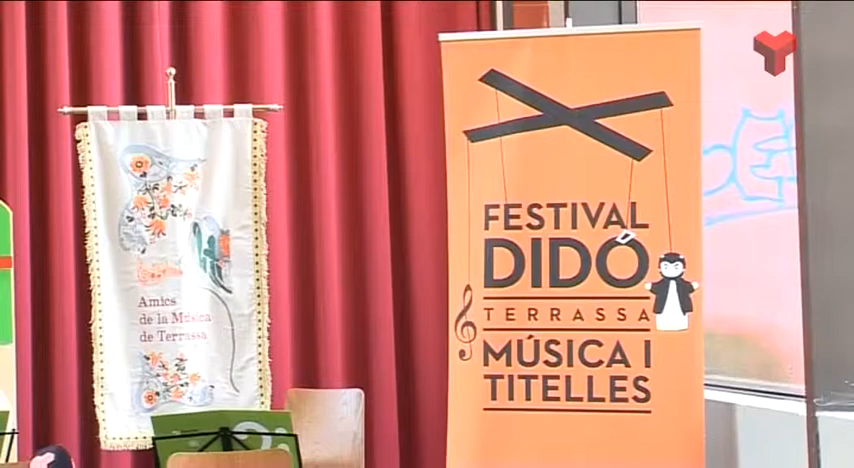 Amics
de la Música
de Terrassa
FESTIVAL
DIDÓ
TERRASSA
MÚSICA I
TITELLES